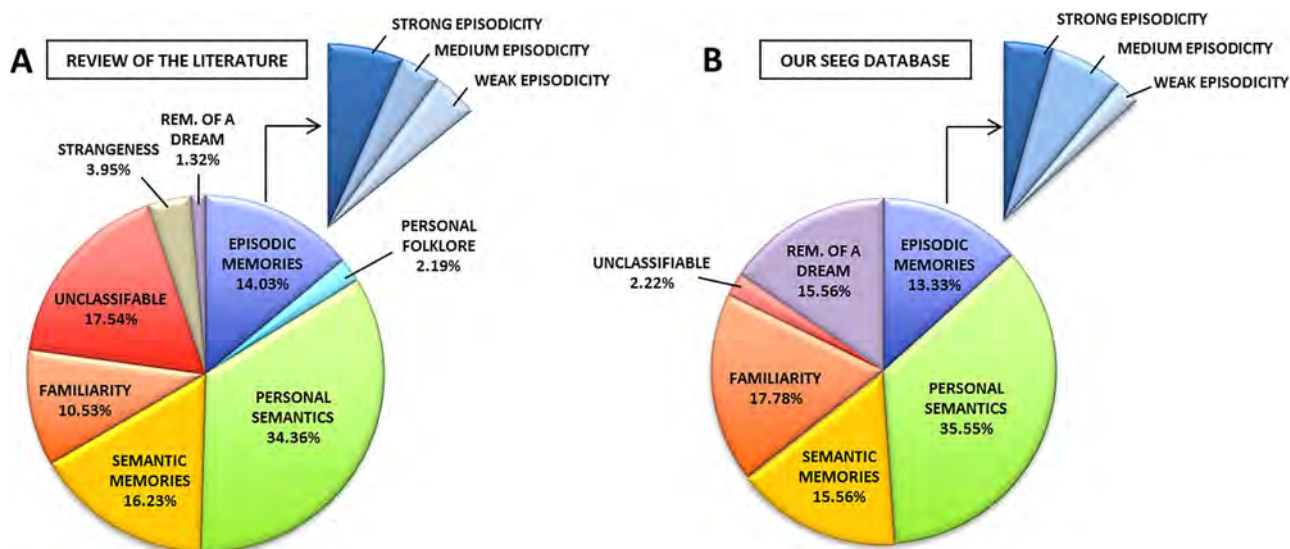 A
REVIEW OF THE LITERATURE
STRONG EPISODICITY
MEDIUM EPISODICITY
WEAK EPISODICITY
REM. OF A
DREAM
1.32%
STRANGENESS
3.95%
PERSONAL
FOLKLORE
2.19%
EPISODIC
MEMORIES
14.03%
UNCLASSIFABLE
17.54%
FAMILIARITY
10.53%
PERSONAL
SEMANTICS
34.36%
SEMANTIC
MEMORIES
16.23%
B
OUR SEEG DATABASE
STRONG EPISODICITY
MEDIUM EPISODICITY
WEAK EPISODICITY
REM. OF A
DREAM
15.56%
EPISODIC
MEMORIES
13.33%
UNCLASSIFIABLE
2.22%
FAMILIARITY
17.78%
PERSONAL
SEMANTICS
35.55%
SEMANTIC
MEMORIES
15.56%